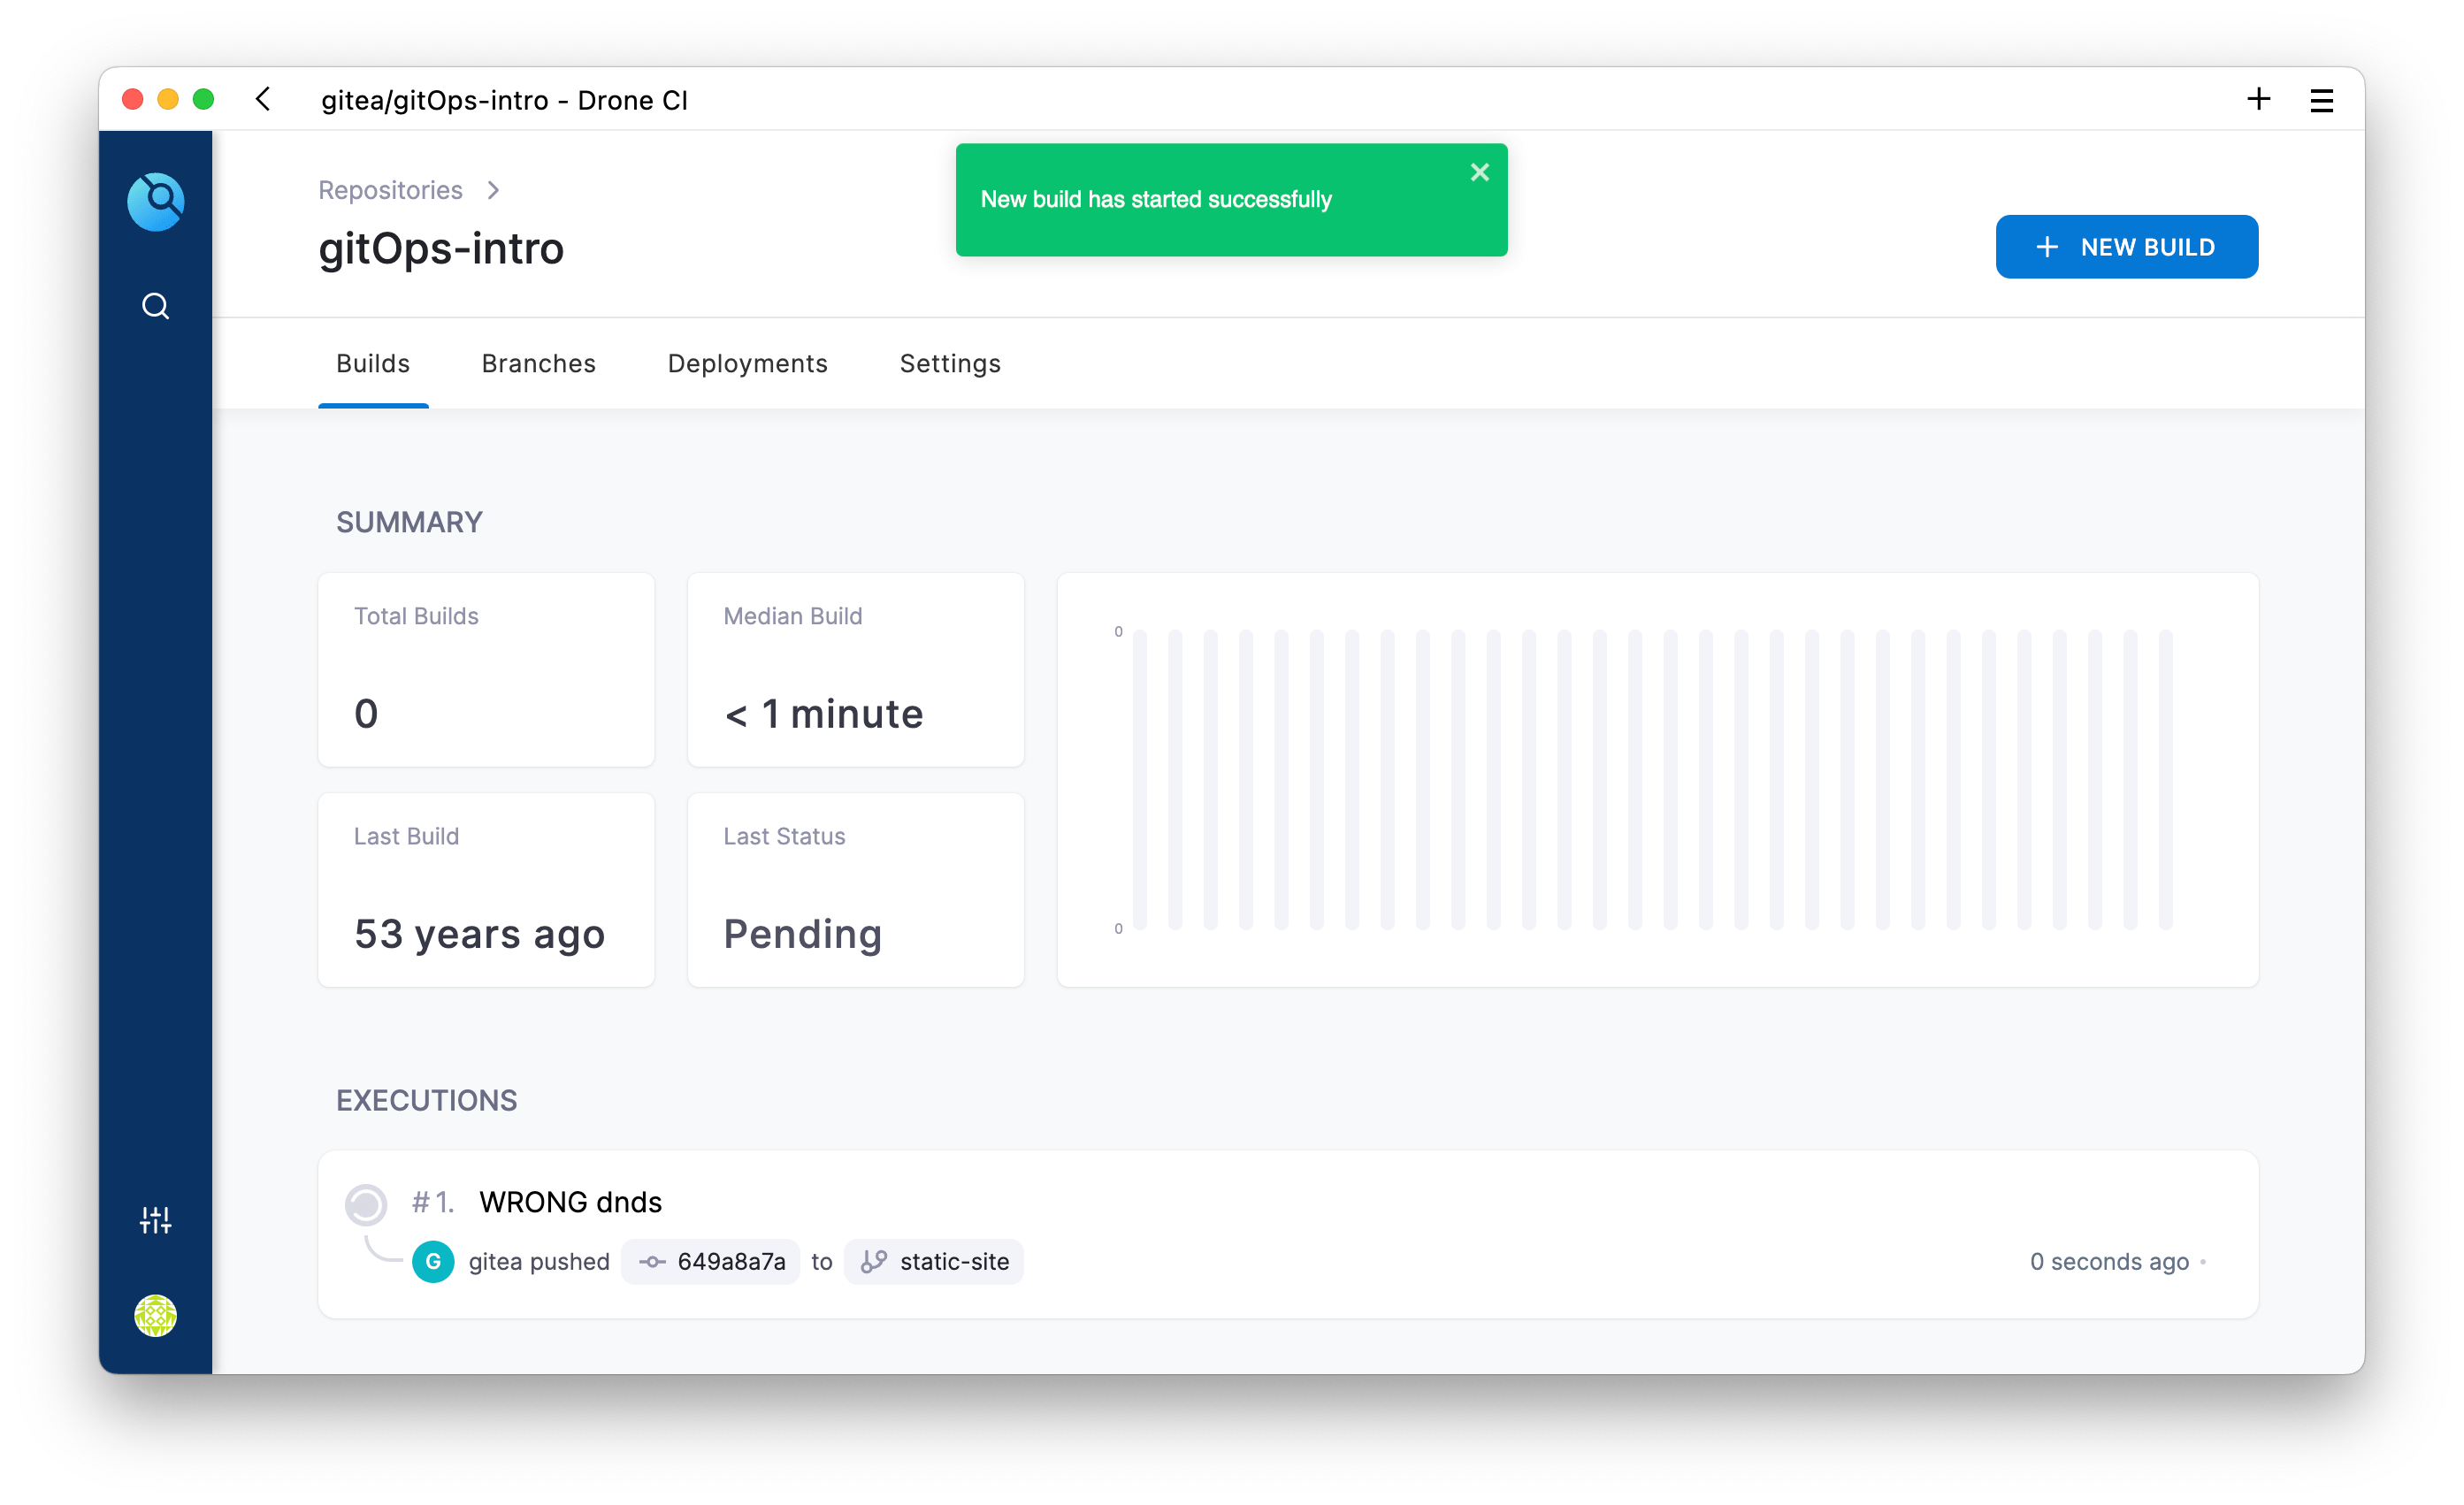 gitea/gitOps-intro - Drone CI
New build has started successfully
Repositories
gitOps-intro
NEW BUILD
Builds Branches Deployments Settings
SUMMARY
Total Builds
0
Median Build
< 1 minute
Last Build
53 years ago
Last Status
Pending
0
0
EXECUTIONS
#1. WRONG dnds
G gitea pushed 649a8a7a to static-site 0 seconds ago